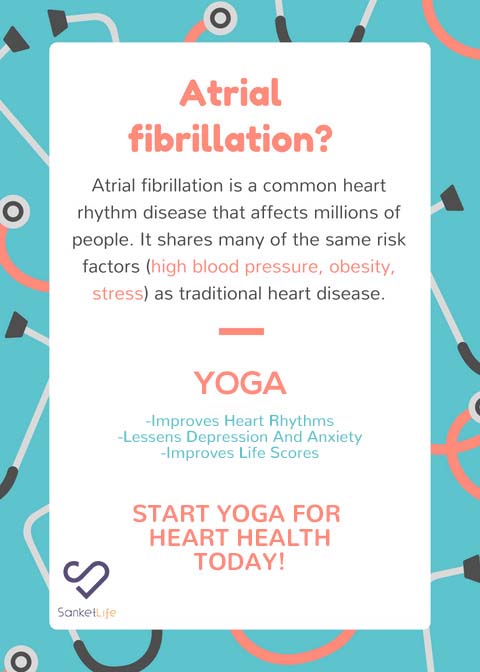 Atrial
fibrillation?
Atrial fibrillation is a common heart
rhythm disease that affects millions of
people. It shares many of the same risk
factors (high blood pressure, obesity,
stress) as traditional heart disease.
YOGA
-Improves Heart Rhythms
-Lessens Depression And Anxiety
-Improves Life Scores
START YOGA FOR
HEART HEALTH
TODAY!
SanketLife